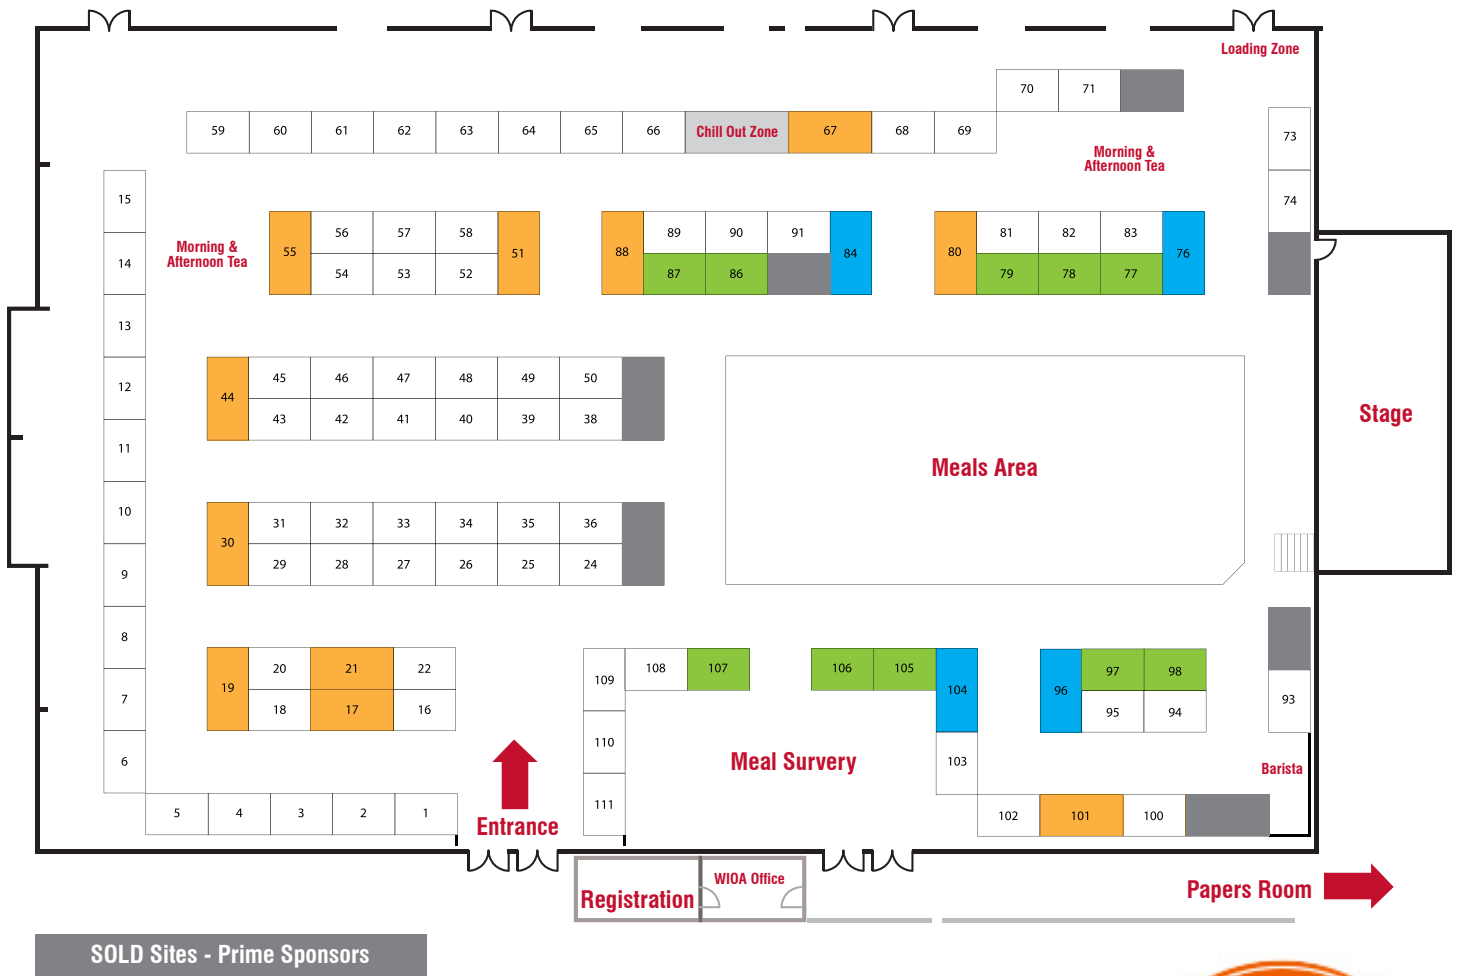 Loading Zone
70 71
59 60 61 62 63 64 65 66 Chill Out Zone 67 68 69
73
Morning &
Afternoon Tea
15
74
56 57 58
89 90 91
81 82 83
Morning &
Afternoon Tea
55
51
88
84
80
76
14
54 53 52
87 86
79 78 77
13
45 46 47 48 49 50
12
44
43 42 41 40 39 38
Stage
11
Meals Area
10
31 32 33 34 35 36
30
29 28 27 26 25 24
9
8
20 21 22
109
108 107
106 105
97 98
19
104
96
7
18 17 16
95 94
93
110
6
Meal Survery
103
Barista
5 4 3 2 1
111
102 101 100
Entrance
WIOA Office
Registration
Papers Room
SOLD Sites - Prime Sponsors